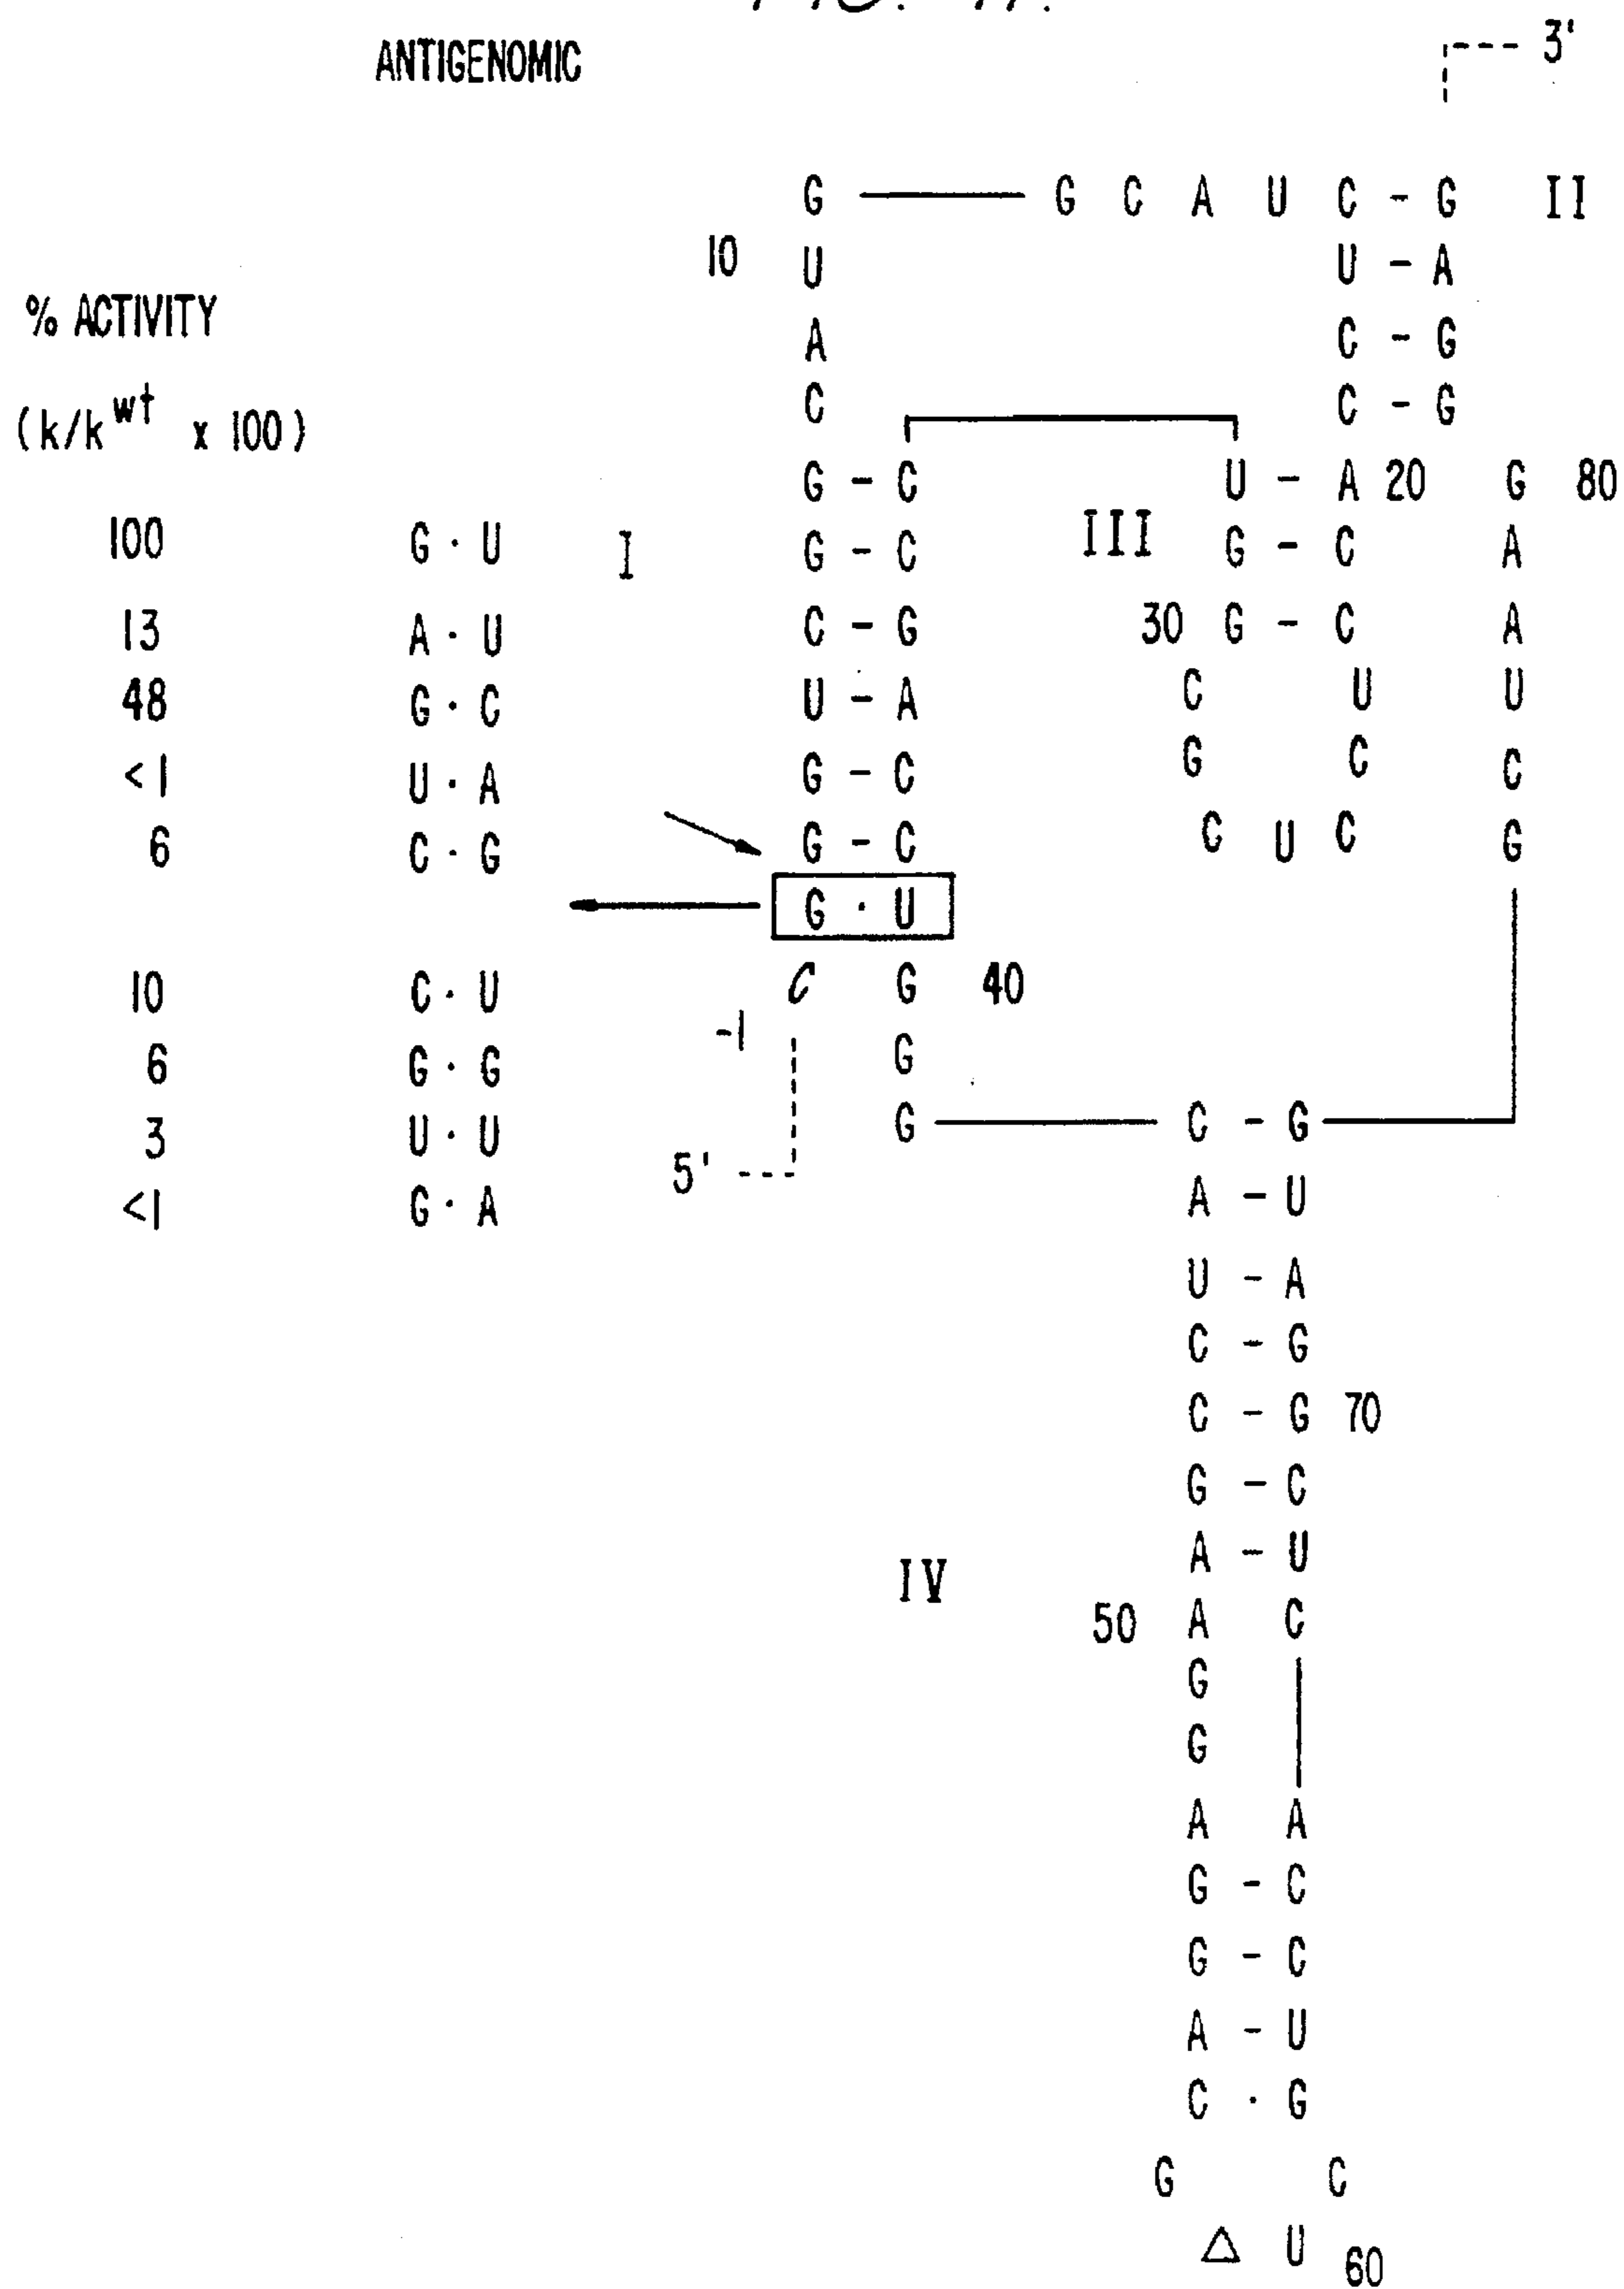 ANTIGENOMIC
3'
G G C A U C - G II
10 U U - A
% ACTIVITY
A C - G
(k/k wt x 100)
C C - G
G - C U - A 20 G 80
100 G · U I G - C III G - C A
13 A · U C - G 30 G - C A
48 G · C U - A C U U
<1 U · A G - C G C C
6 C · G G - C C U C G
G · U
10 C · U C G 40
-1
6 G · G G
3 U · U G C - G
5'
<1 G · A A - U
U - A
C - G
C - G 70
G - C
A - U
IV
50 A C
G
G
A A
G - C
G - C
A - U
C · G
G C
△ U 60